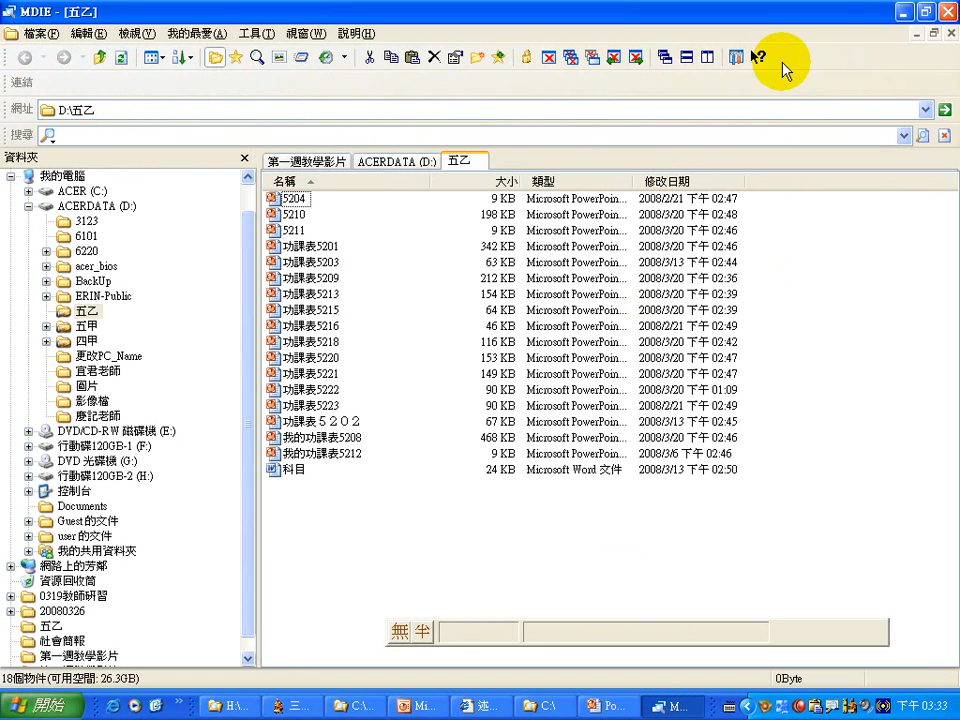 MDIE - [五乙]
檔案(F) 編輯(E) 檢視(V) 我的最愛(A) 工具(T) 視窗(W) 說明(H)
連結
網址 D:\五乙
搜尋
資料夾
第一週教學影片 ACERDATA (D:) 五乙
名稱 大小 類型 修改日期
我的電腦
ACER (C:)
ACERDATA (D:)
3123
6101
6220
acer_bios
BackUp
ERIN-Public
五乙
五甲
四甲
更改PC_Name
宜君老師
圖片
影像檔
慶記老師
DVD/CD-RW 磁碟機 (E:)
行動碟120GB-1 (F:)
DVD 光碟機 (G:)
行動碟120GB-2 (H:)
控制台
Documents
Guest 的文件
user 的文件
我的共用資料夾
網路上的芳鄰
資源回收筒
0319教師研習
20080326
五乙
社會簡報
第一週教學影片
5204 9 KB Microsoft PowerPoin... 2008/2/21 下午 02:47
5210 198 KB Microsoft PowerPoin... 2008/3/20 下午 02:48
5211 9 KB Microsoft PowerPoin... 2008/3/20 下午 02:46
功課表5201 342 KB Microsoft PowerPoin... 2008/3/20 下午 02:46
功課表5203 63 KB Microsoft PowerPoin... 2008/3/13 下午 02:44
功課表5209 212 KB Microsoft PowerPoin... 2008/3/20 下午 02:36
功課表5213 154 KB Microsoft PowerPoin... 2008/3/20 下午 02:39
功課表5215 64 KB Microsoft PowerPoin... 2008/3/20 下午 02:39
功課表5216 46 KB Microsoft PowerPoin... 2008/2/21 下午 02:49
功課表5218 116 KB Microsoft PowerPoin... 2008/3/20 下午 02:42
功課表5220 153 KB Microsoft PowerPoin... 2008/3/20 下午 02:47
功課表5221 149 KB Microsoft PowerPoin... 2008/3/20 下午 02:47
功課表5222 90 KB Microsoft PowerPoin... 2008/3/20 下午 01:09
功課表5223 90 KB Microsoft PowerPoin... 2008/2/21 下午 02:49
功課表５２０２ 67 KB Microsoft PowerPoin... 2008/3/13 下午 02:45
我的功課表5208 468 KB Microsoft PowerPoin... 2008/3/20 下午 02:46
我的功課表5212 9 KB Microsoft PowerPoin... 2008/3/6 下午 02:46
科目 24 KB Microsoft Word 文件 2008/3/13 下午 02:50
無 半
18個物件(可用空間: 26.3GB) 0Byte
開始 H:\... 三... C:\... Mi... 迷... C:\ Po... M... 下午 03:33